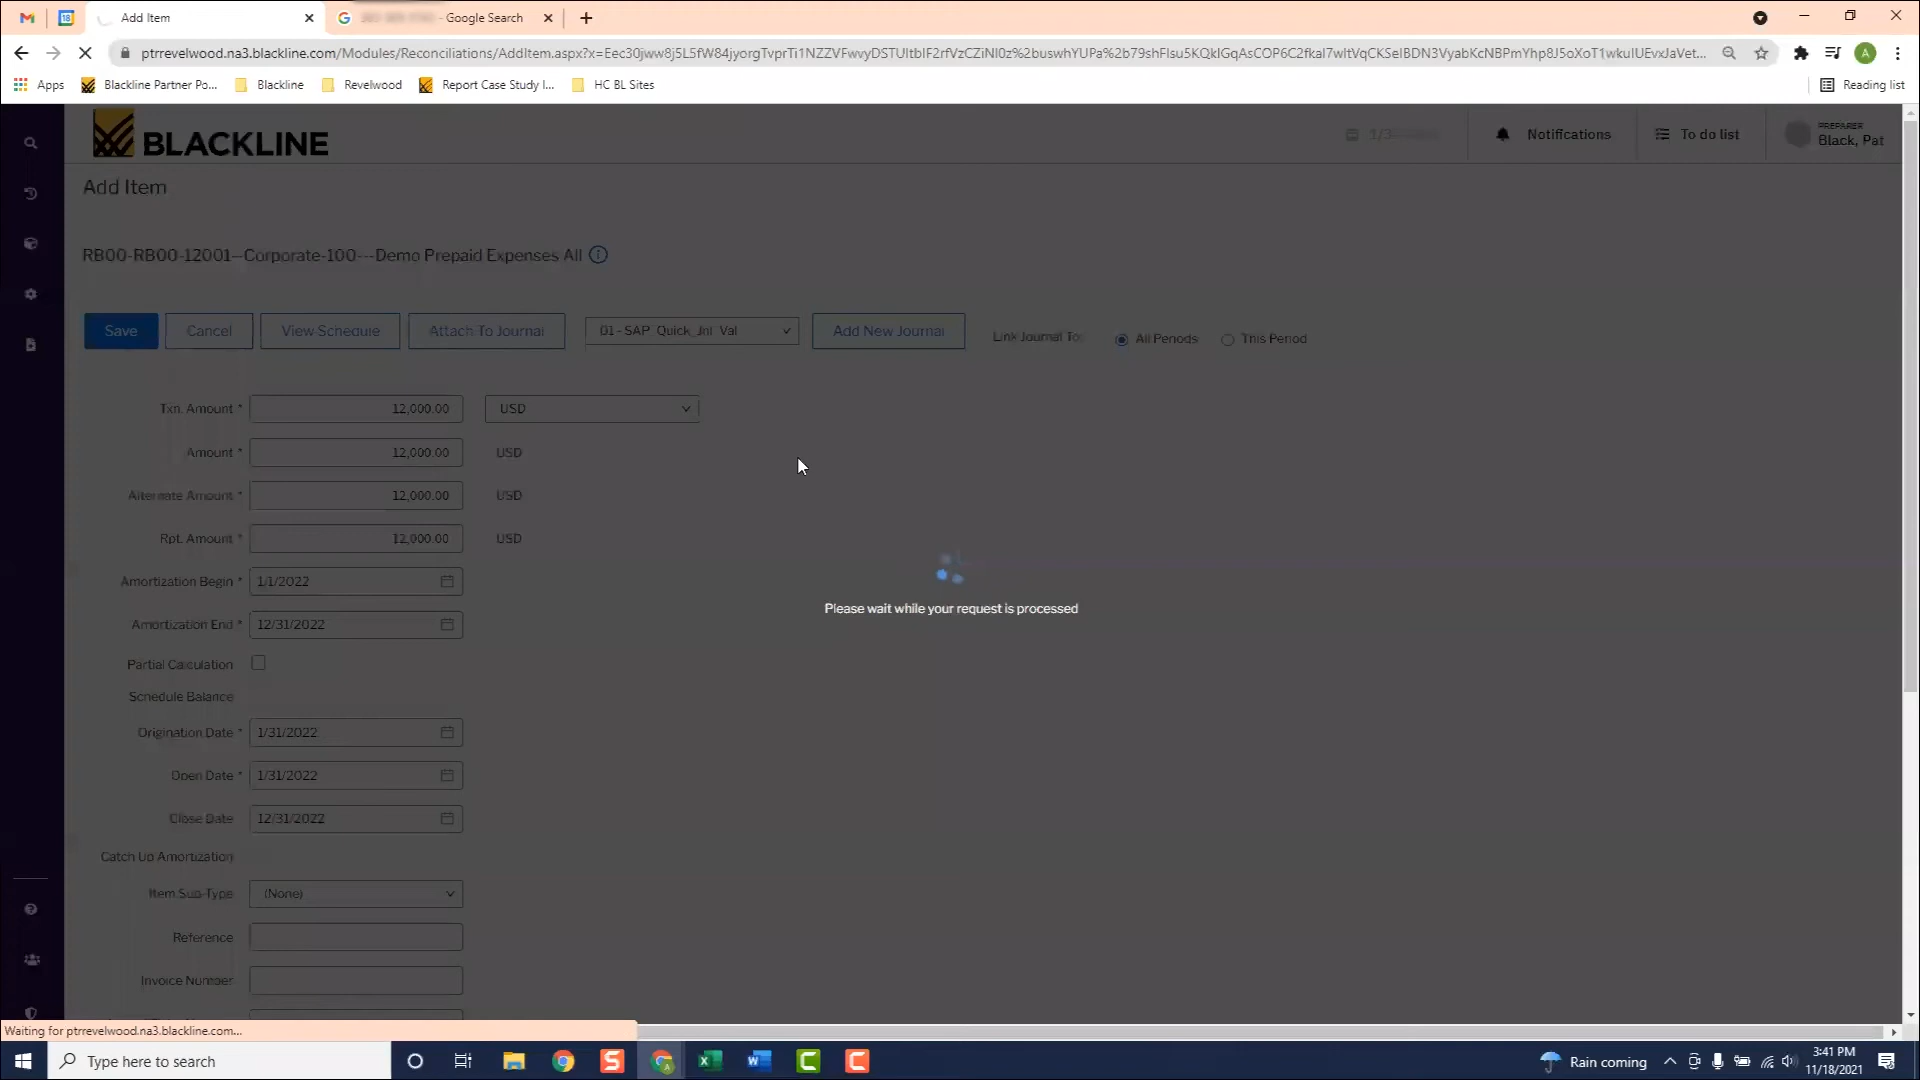 Add Item
- Google Search
ptrrevelwood.na3.blackline.com/Modules/Reconciliations/AddItem.aspx?x=Eec30jww8j5L5fW84jyorgTvprTi1NZZVFwvyDSTUItbIF2rfVzCZiNI0z%2buswhYUPa%2b79shFlsu5KQkIGqAsCOP6C2fkaI7wltVqCKSeIBDN3VyabKcNBPmYhp8J5oXoT1wkuIUEvxJaVet...
A
Apps
Blackline Partner Po...
Blackline
Revelwood
Report Case Study I...
HC BL Sites
Reading list
BLACKLINE
Notifications
To do list
PREPARER
Black, Pat
Add Item
RB00-RB00-12001--Corporate-100---Demo Prepaid Expenses All
Save
Cancel
View Schedule
Attach To Journal
01 - SAP_Quick_Jnl_Val
Add New Journal
Link Journal To:
All Periods
This Period
Txn. Amount * 12,000.00 USD
Amount * 12,000.00 USD
Alternate Amount * 12,000.00 USD
Rpt. Amount * 12,000.00 USD
Amortization Begin * 1/1/2022
Please wait while your request is processed
Amortization End * 12/31/2022
Partial Calculation
Schedule Balance
Origination Date * 1/31/2022
Open Date * 1/31/2022
Close Date 12/31/2022
Catch Up Amortization
Item Sub-Type (None)
Reference
Invoice Number
Waiting for ptrrevelwood.na3.blackline.com...
Type here to search
Rain coming
3:41 PM
11/18/2021